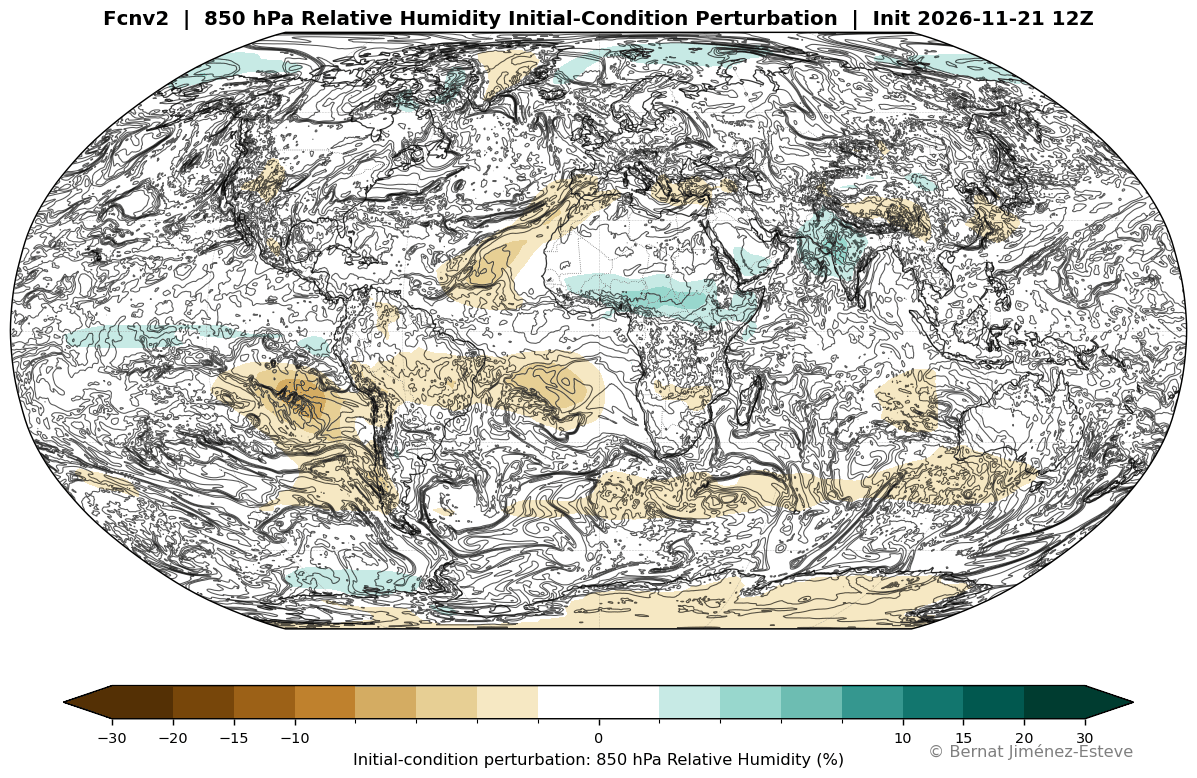 Fcnv2 | 850 hPa Relative Humidity Initial-Condition Perturbation | Init 2026-11-21 12Z
−30 −20 −15 −10 0 10 15 20 30
Initial-condition perturbation: 850 hPa Relative Humidity (%)
© Bernat Jiménez-Esteve